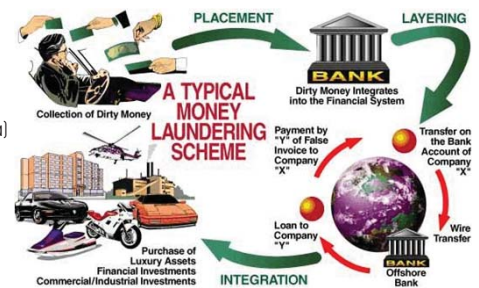 PLACEMENT
LAYERING
BANK
Collection of Dirty Money
Dirty Money Integrates
into the Financial System
A TYPICAL
MONEY
LAUNDERING
SCHEME
Payment by
"Y" of False
Invoice to
Company
"X"
Transfer on
the Bank
Account of
Company
"X"
Loan to
Company
"Y"
Wire
Transfer
BANK
Offshore
Bank
Purchase of
Luxury Assets
Financial Investments
Commercial/Industrial Investments
INTEGRATION